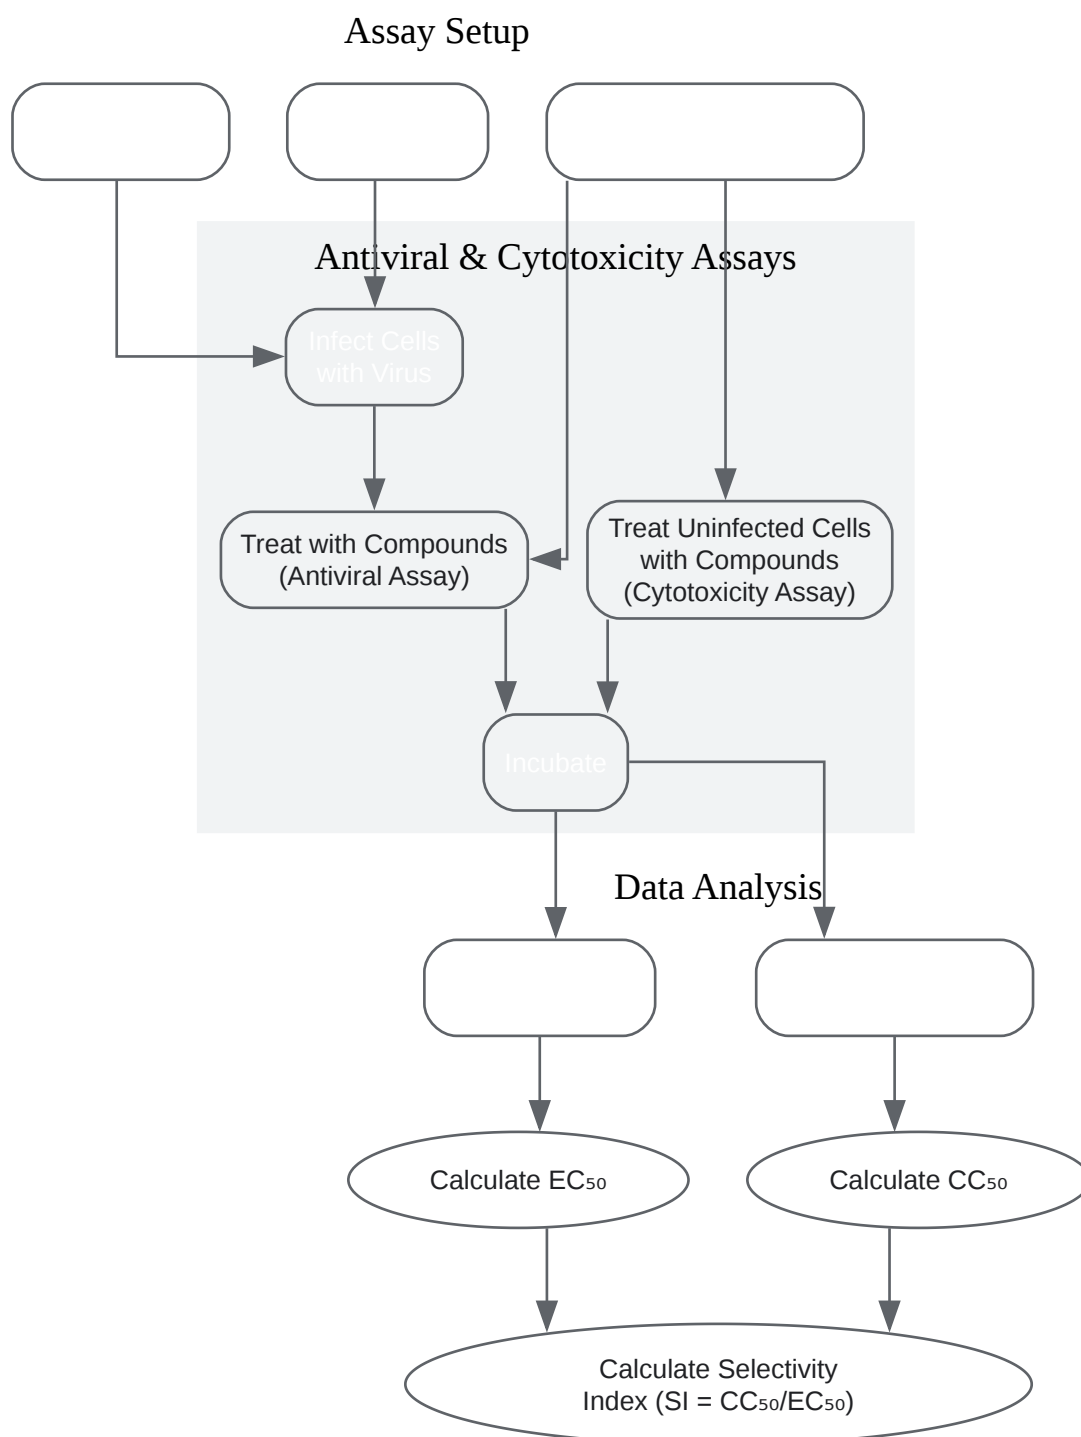 Assay Setup
Antiviral & Cytotoxicity Assays
Infect Cells
with Virus
Treat with Compounds
(Antiviral Assay)
Treat Uninfected Cells
with Compounds
(Cytotoxicity Assay)
Incubate
Data Analysis
Calculate EC₅₀
Calculate CC₅₀
Calculate Selectivity
Index (SI = CC₅₀/EC₅₀)